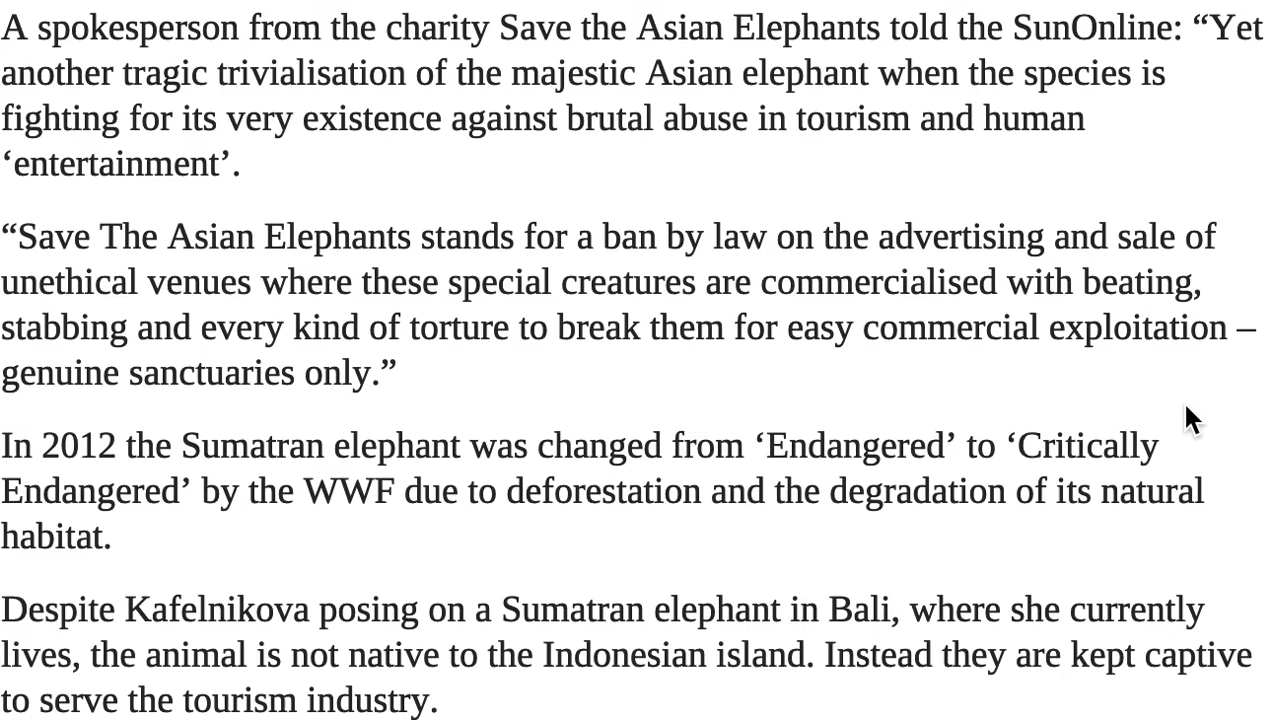 A spokesperson from the charity Save the Asian Elephants told the SunOnline: “Yet
another tragic trivialisation of the majestic Asian elephant when the species is
fighting for its very existence against brutal abuse in tourism and human
‘entertainment’.
“Save The Asian Elephants stands for a ban by law on the advertising and sale of
unethical venues where these special creatures are commercialised with beating,
stabbing and every kind of torture to break them for easy commercial exploitation –
genuine sanctuaries only.”
In 2012 the Sumatran elephant was changed from ‘Endangered’ to ‘Critically
Endangered’ by the WWF due to deforestation and the degradation of its natural
habitat.
Despite Kafelnikova posing on a Sumatran elephant in Bali, where she currently
lives, the animal is not native to the Indonesian island. Instead they are kept captive
to serve the tourism industry.